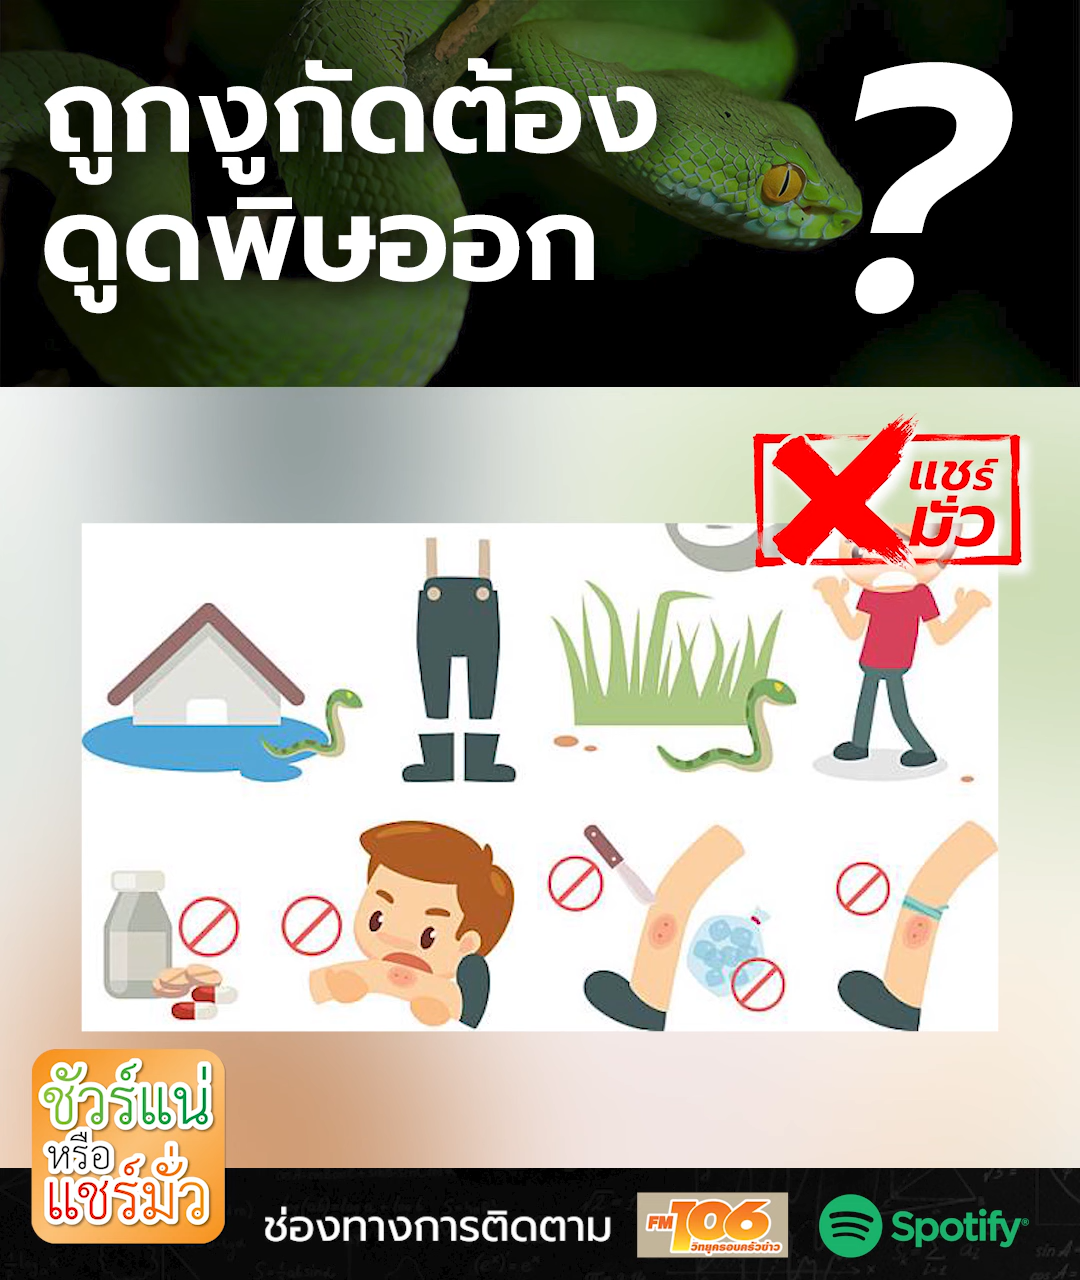 ถูกงูกัดต้อง
ดูดพิษออก
?
แชร์
มั่ว
ชัวร์แน่
หรือ
แชร์มั่ว
ช่องทางการติดตาม
FM 106
วิทยุครอบครัวข่าว
Spotify®